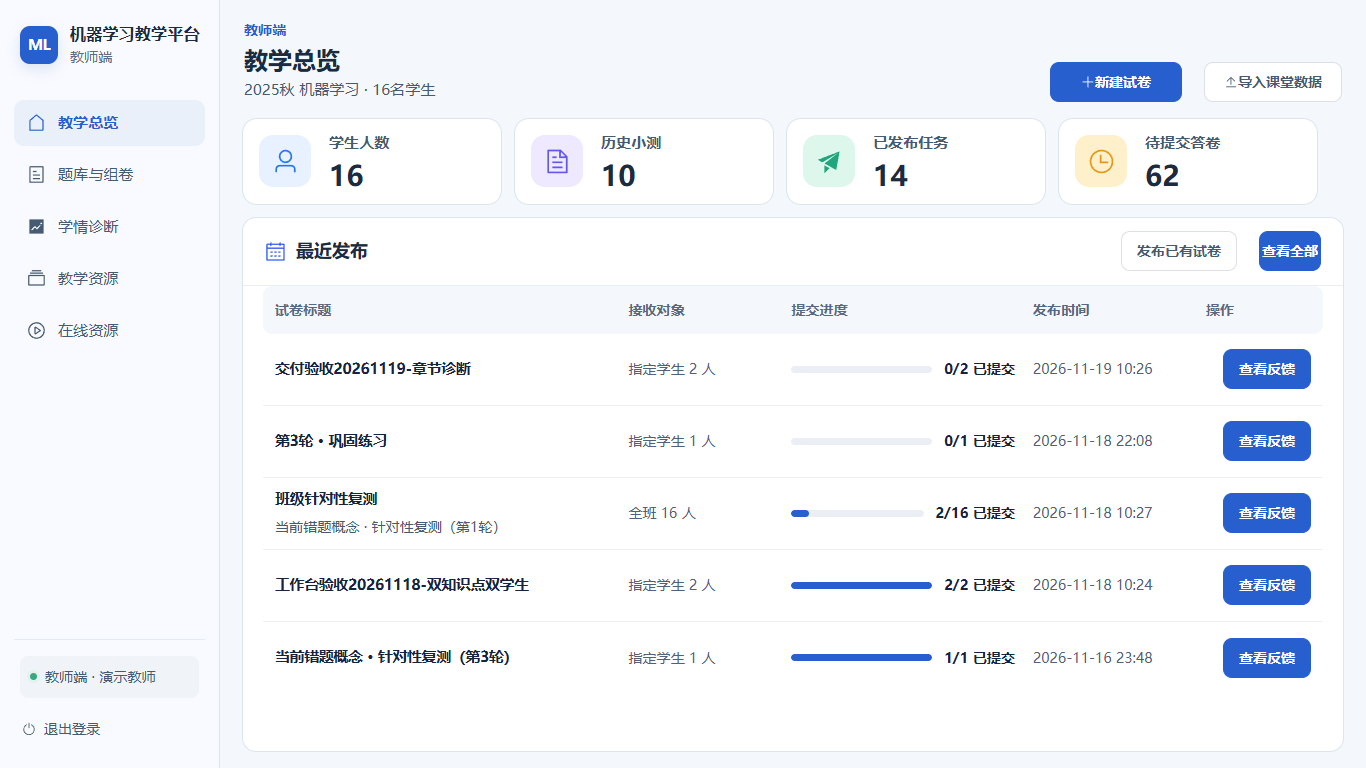 ML
机器学习教学平台
教师端
教学总览
题库与组卷
学情诊断
教学资源
在线资源
教师端 · 演示教师
退出登录
教师端
教学总览
2025秋 机器学习 · 16名学生
新建试卷
导入课堂数据
学生人数
16
历史小测
10
已发布任务
14
待提交答卷
62
最近发布
发布已有试卷
查看全部
试卷标题 接收对象 提交进度 发布时间 操作
交付验收20261119-章节诊断 指定学生 2 人 0/2 已提交 2026-11-19 10:26 查看反馈
第3轮 • 巩固练习 指定学生 1 人 0/1 已提交 2026-11-18 22:08 查看反馈
班级针对性复测
当前错题概念 · 针对性复测（第1轮）
全班 16 人 2/16 已提交 2026-11-18 10:27 查看反馈
工作台验收20261118-双知识点双学生 指定学生 2 人 2/2 已提交 2026-11-18 10:24 查看反馈
当前错题概念 • 针对性复测（第3轮） 指定学生 1 人 1/1 已提交 2026-11-16 23:48 查看反馈